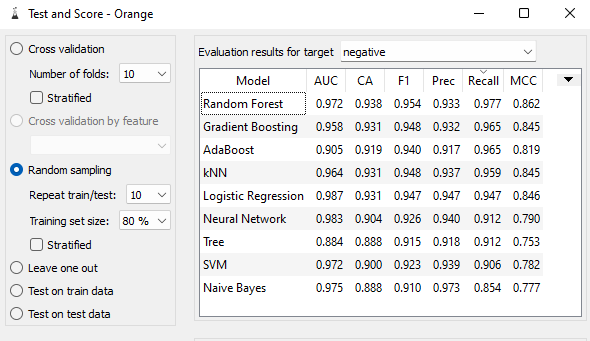 Test and Score - Orange
Cross validation
Number of folds: 10
Stratified
Cross validation by feature
Random sampling
Repeat train/test: 10
Training set size: 80 %
Stratified
Leave one out
Test on train data
Test on test data
Evaluation results for target negative
Model AUC CA F1 Prec Recall MCC
Random Forest 0.972 0.938 0.954 0.933 0.977 0.862
Gradient Boosting 0.958 0.931 0.948 0.932 0.965 0.845
AdaBoost 0.905 0.919 0.940 0.917 0.965 0.819
kNN 0.964 0.931 0.948 0.937 0.959 0.845
Logistic Regression 0.987 0.931 0.947 0.947 0.947 0.846
Neural Network 0.983 0.904 0.926 0.940 0.912 0.790
Tree 0.884 0.888 0.915 0.918 0.912 0.753
SVM 0.972 0.900 0.923 0.939 0.906 0.782
Naive Bayes 0.975 0.888 0.910 0.973 0.854 0.777